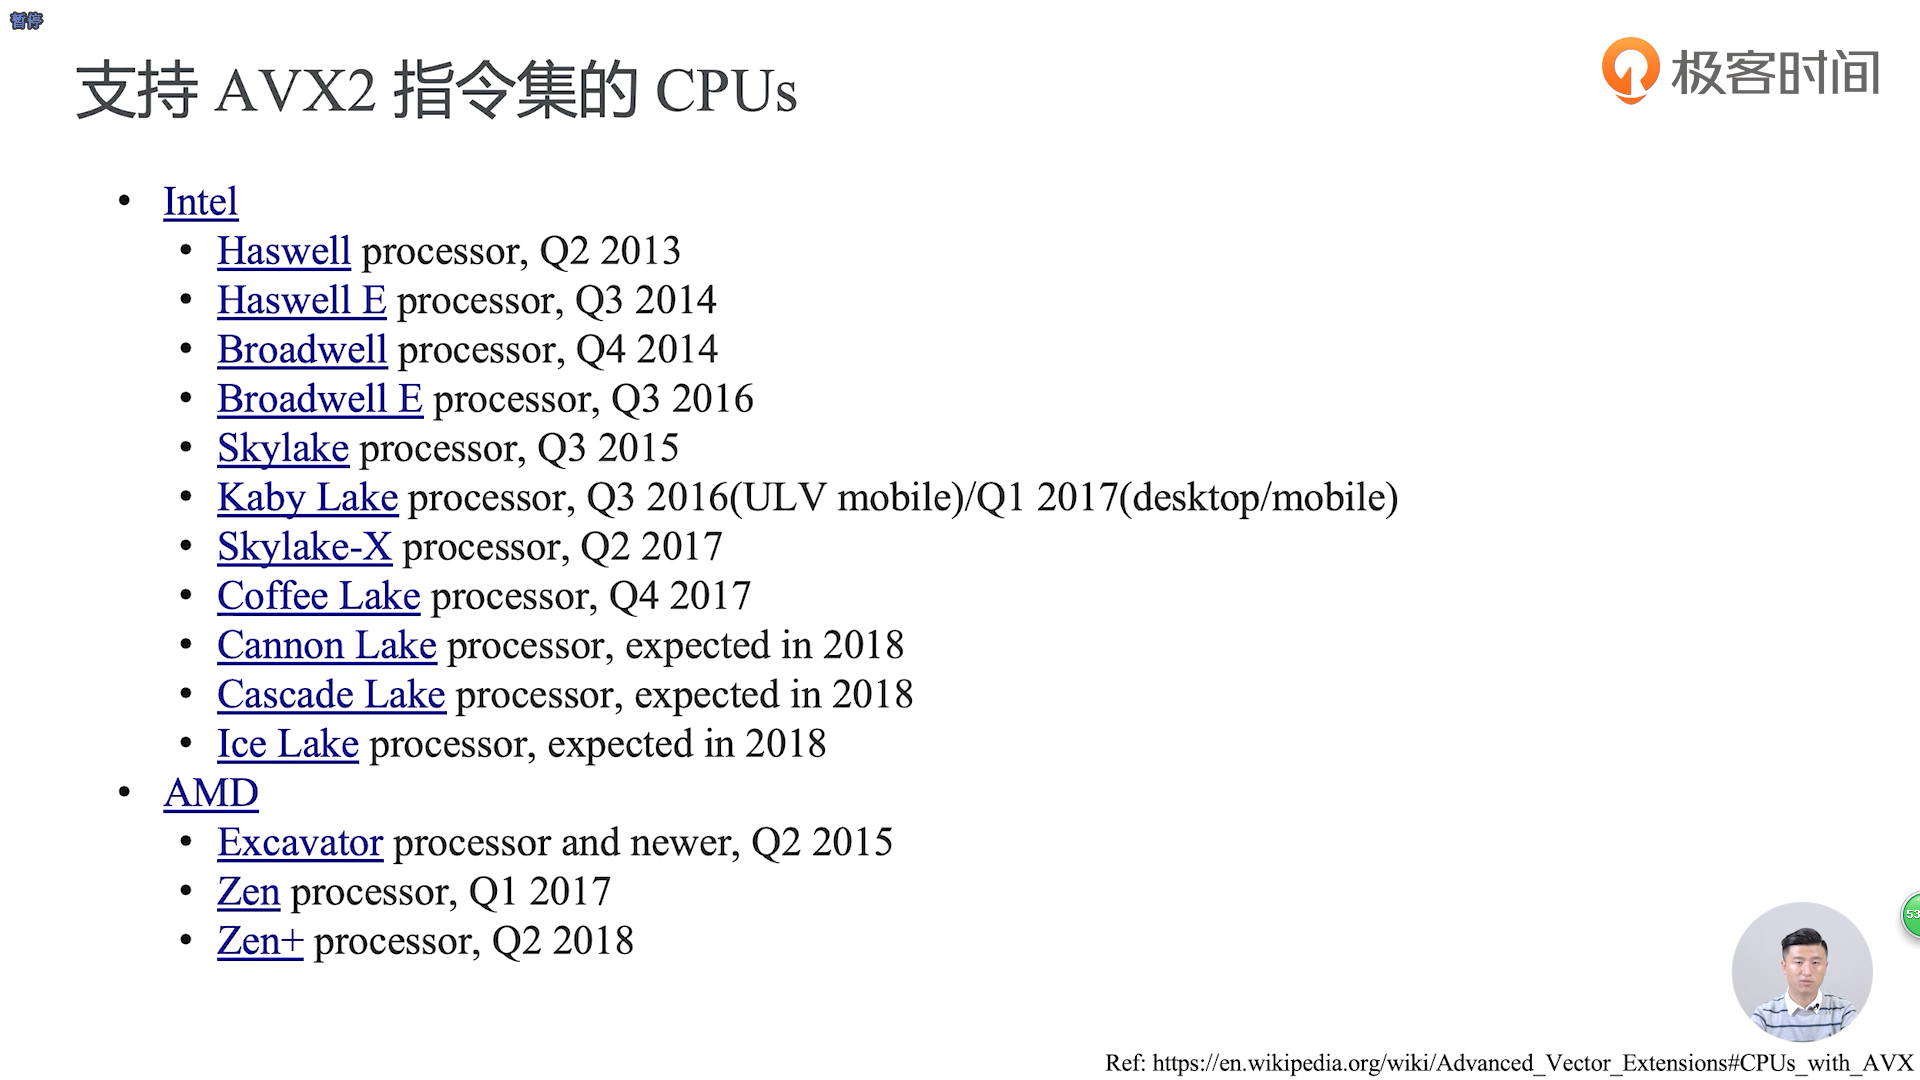 暂停
支持 AVX2 指令集的 CPUs
极客时间
• Intel
• Haswell processor, Q2 2013
• Haswell E processor, Q3 2014
• Broadwell processor, Q4 2014
• Broadwell E processor, Q3 2016
• Skylake processor, Q3 2015
• Kaby Lake processor, Q3 2016(ULV mobile)/Q1 2017(desktop/mobile)
• Skylake-X processor, Q2 2017
• Coffee Lake processor, Q4 2017
• Cannon Lake processor, expected in 2018
• Cascade Lake processor, expected in 2018
• Ice Lake processor, expected in 2018
• AMD
• Excavator processor and newer, Q2 2015
• Zen processor, Q1 2017
• Zen+ processor, Q2 2018
53
Ref: https://en.wikipedia.org/wiki/Advanced_Vector_Extensions#CPUs_with_AVX